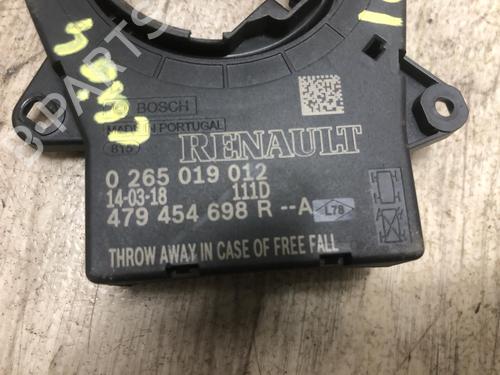 BOSCH
MADE IN PORTUGAL
RENAULT
0 265 019 012
14-03-18 111D
479 454 698 R --A L78
THROW AWAY IN CASE OF FREE FALL
B-PARTS